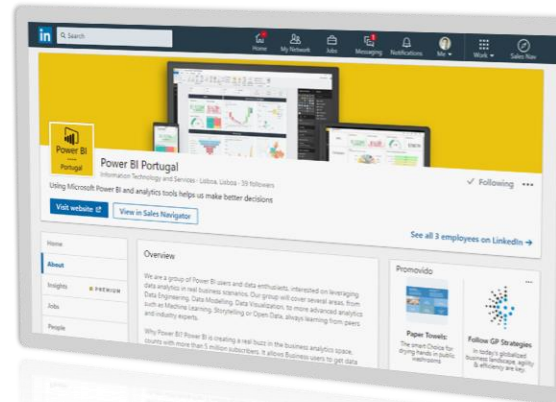 in
Search
Home
My Network
Jobs
Messaging
Notifications
Me
Work
Sales Nav
Power BI
Portugal
Power BI Portugal
Information Technology and Services · Lisboa, Lisboa · 39 followers
Following
Using Microsoft Power BI and analytics tools helps us make better decisions
Visit website
View in Sales Navigator
See all 3 employees on LinkedIn →
Home
About
Insights
PREMIUM
Jobs
People
Overview
We are a group of Power BI users and data enthusiasts, interested on leveraging
data analytics in real business scenarios. Our group will cover several areas, from
Data Engineering, Data Modeling, Data Visualization, to more advanced analytics
such as Machine Learning, Storytelling or Open Data, always learning from peers
and industry experts.
Why Power BI? Power BI is creating a real buzz in the business analytics space,
counts with more than 5 million subscribers. It allows Business users to get data
Promovido
Paper Towels:
The smart Choice for
drying hands in public
washrooms
Follow GP Strategies
In today's globalized
business landscape, agility
& efficiency are key.